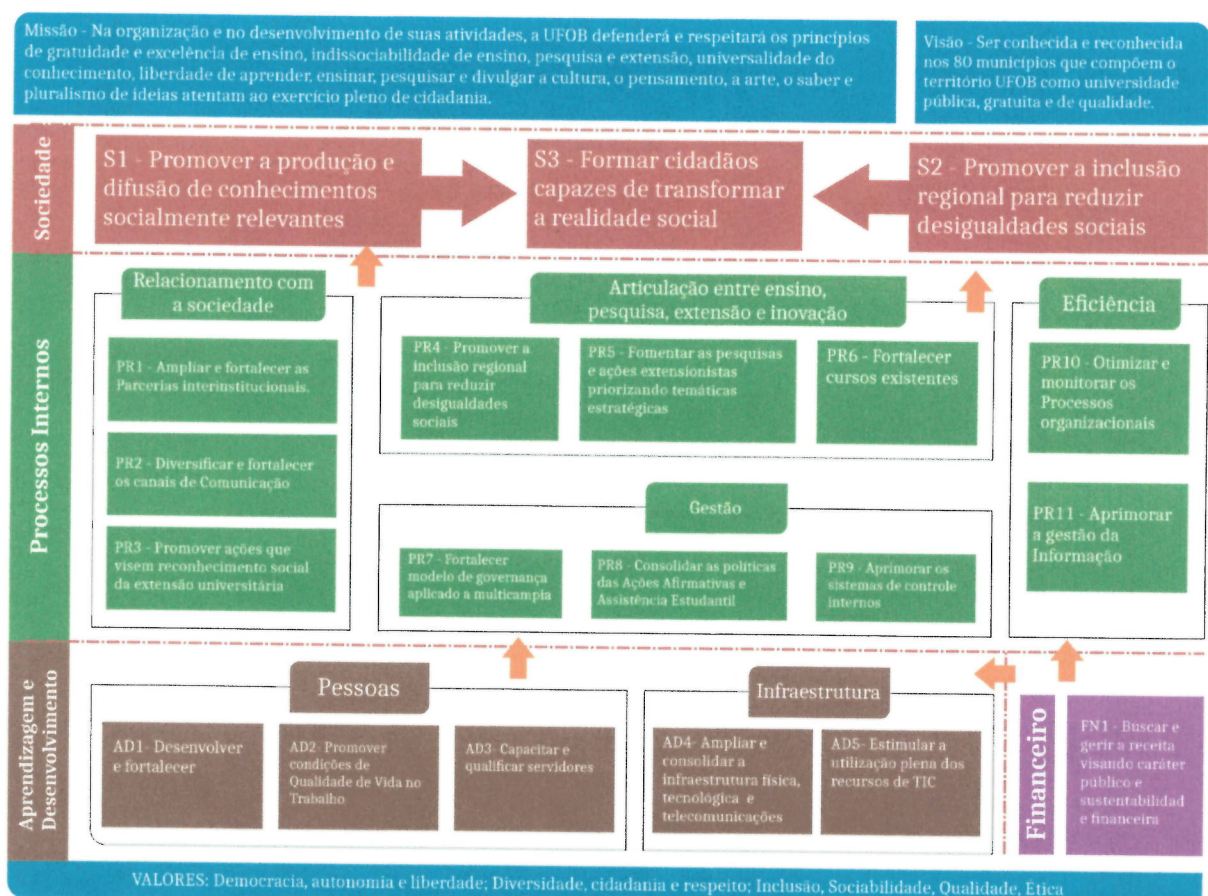 Missão - Na organização e no desenvolvimento de suas atividades, a UFOB defenderá e respeitará os princípios
de gratuidade e excelência de ensino, indissociabilidade de ensino, pesquisa e extensão, universalidade do
conhecimento, liberdade de aprender, ensinar, pesquisar e divulgar a cultura, o pensamento, a arte, o saber e
pluralismo de ideias atentam ao exercício pleno de cidadania.
Visão - Ser conhecida e reconhecida
nos 80 municípios que compõem o
território UFOB como universidade
pública, gratuita e de qualidade.
Sociedade
S1 - Promover a produção e
difusão de conhecimentos
socialmente relevantes
S3 - Formar cidadãos
capazes de transformar
a realidade social
S2 - Promover a inclusão
regional para reduzir
desigualdades sociais
Processos Internos
Relacionamento com
a sociedade
PR1 - Ampliar e fortalecer as
Parcerias interinstitucionais.
PR2 - Diversificar e fortalecer
os canais de Comunicação
PR3 - Promover ações que
visem reconhecimento social
da extensão universitária
Articulação entre ensino,
pesquisa, extensão e inovação
PR4 - Promover a
inclusão regional
para reduzir
desigualdades
sociais
PR5 - Fomentar as pesquisas
e ações extensionistas
priorizando temáticas
estratégicas
PR6 - Fortalecer
cursos existentes
Gestão
PR7 - Fortalecer
modelo de governança
aplicado a multicampia
PR8 - Consolidar as políticas
das Ações Afirmativas e
Assistência Estudantil
PR9 - Aprimorar os
sistemas de controle
internos
Eficiência
PR10 - Otimizar e
monitorar os
Processos
organizacionais
PR11 - Aprimorar
a gestão da
Informação
Aprendizagem e
Desenvolvimento
Pessoas
AD1- Desenvolver
e fortalecer
AD2- Promover
condições de
Qualidade de Vida no
Trabalho
AD3- Capacitar e
qualificar servidores
Infraestrutura
AD4- Ampliar e
consolidar a
infraestrutura física,
tecnológica e
telecomunicações
AD5- Estimular a
utilização plena dos
recursos de TIC
Financeiro
FN1 - Buscar e
gerir a receita
visando caráter
publico e
sustentabilidad
e financeira
VALORES: Democracia, autonomia e liberdade; Diversidade, cidadania e respeito; Inclusão, Sociabilidade, Qualidade, Ética